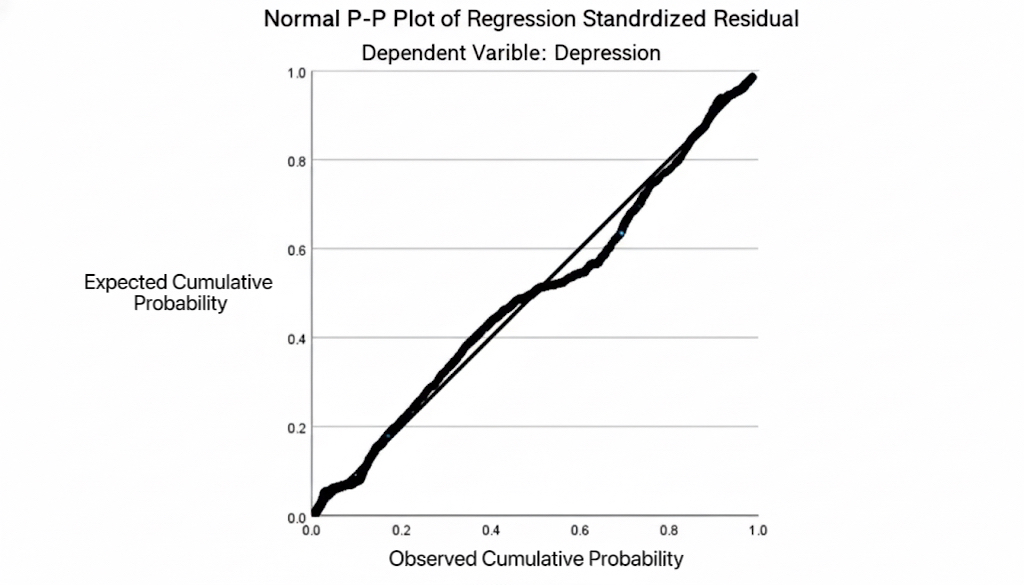 Normal P-P Plot of Regression Standrdized Residual
Dependent Varible: Depression
1.0
0.8
0.6
0.4
0.2
0.0
Expected Cumulative
Probability
0.0 0.2 0.4 0.6 0.8 1.0
Observed Cumulative Probability